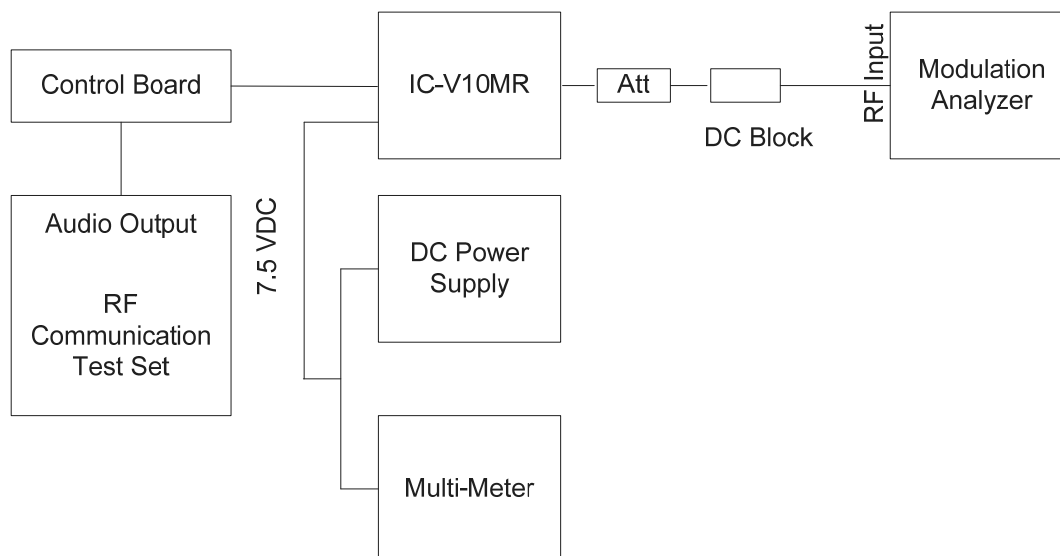 Control Board
IC-V10MR
Att
DC Block
RF Input
Modulation
Analyzer
Audio Output
RF
Communication
Test Set
7.5 VDC
DC Power
Supply
Multi-Meter